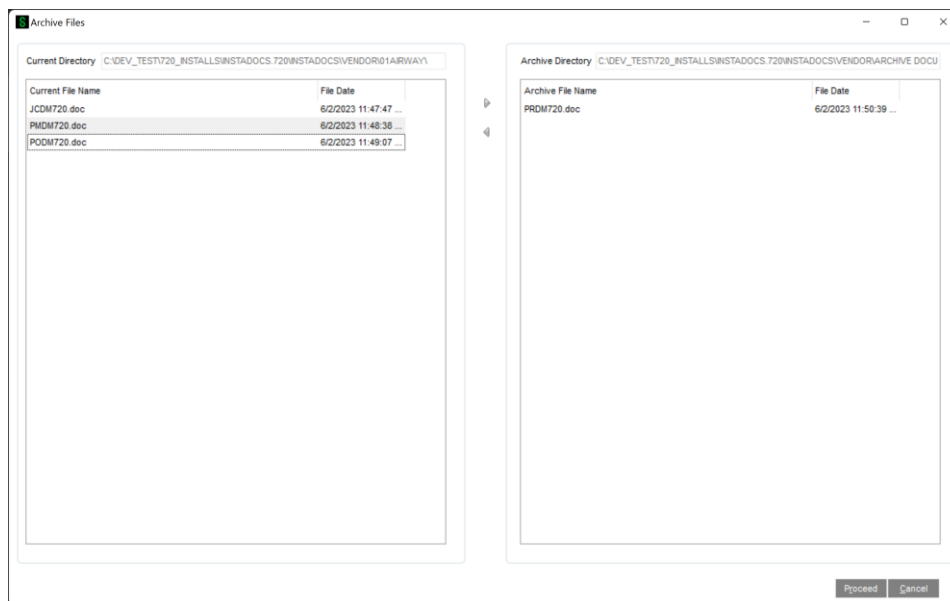 Archive Files
Current Directory C:\DEV_TEST\720_INSTALLS\INSTADOCS.720\INSTADOCS\VENDOR\01AIRWAY\
Archive Directory C:\DEV_TEST\720_INSTALLS\INSTADOCS.720\INSTADOCS\VENDOR\ARCHIVE DOCU
Current File Name File Date
JCDM720.doc 6/2/2023 11:47:47 ...
PMDM720.doc 6/2/2023 11:48:38 ...
PODM720.doc 6/2/2023 11:49:07 ...
Archive File Name File Date
PRDM720.doc 6/2/2023 11:50:39 ...
Proceed Cancel